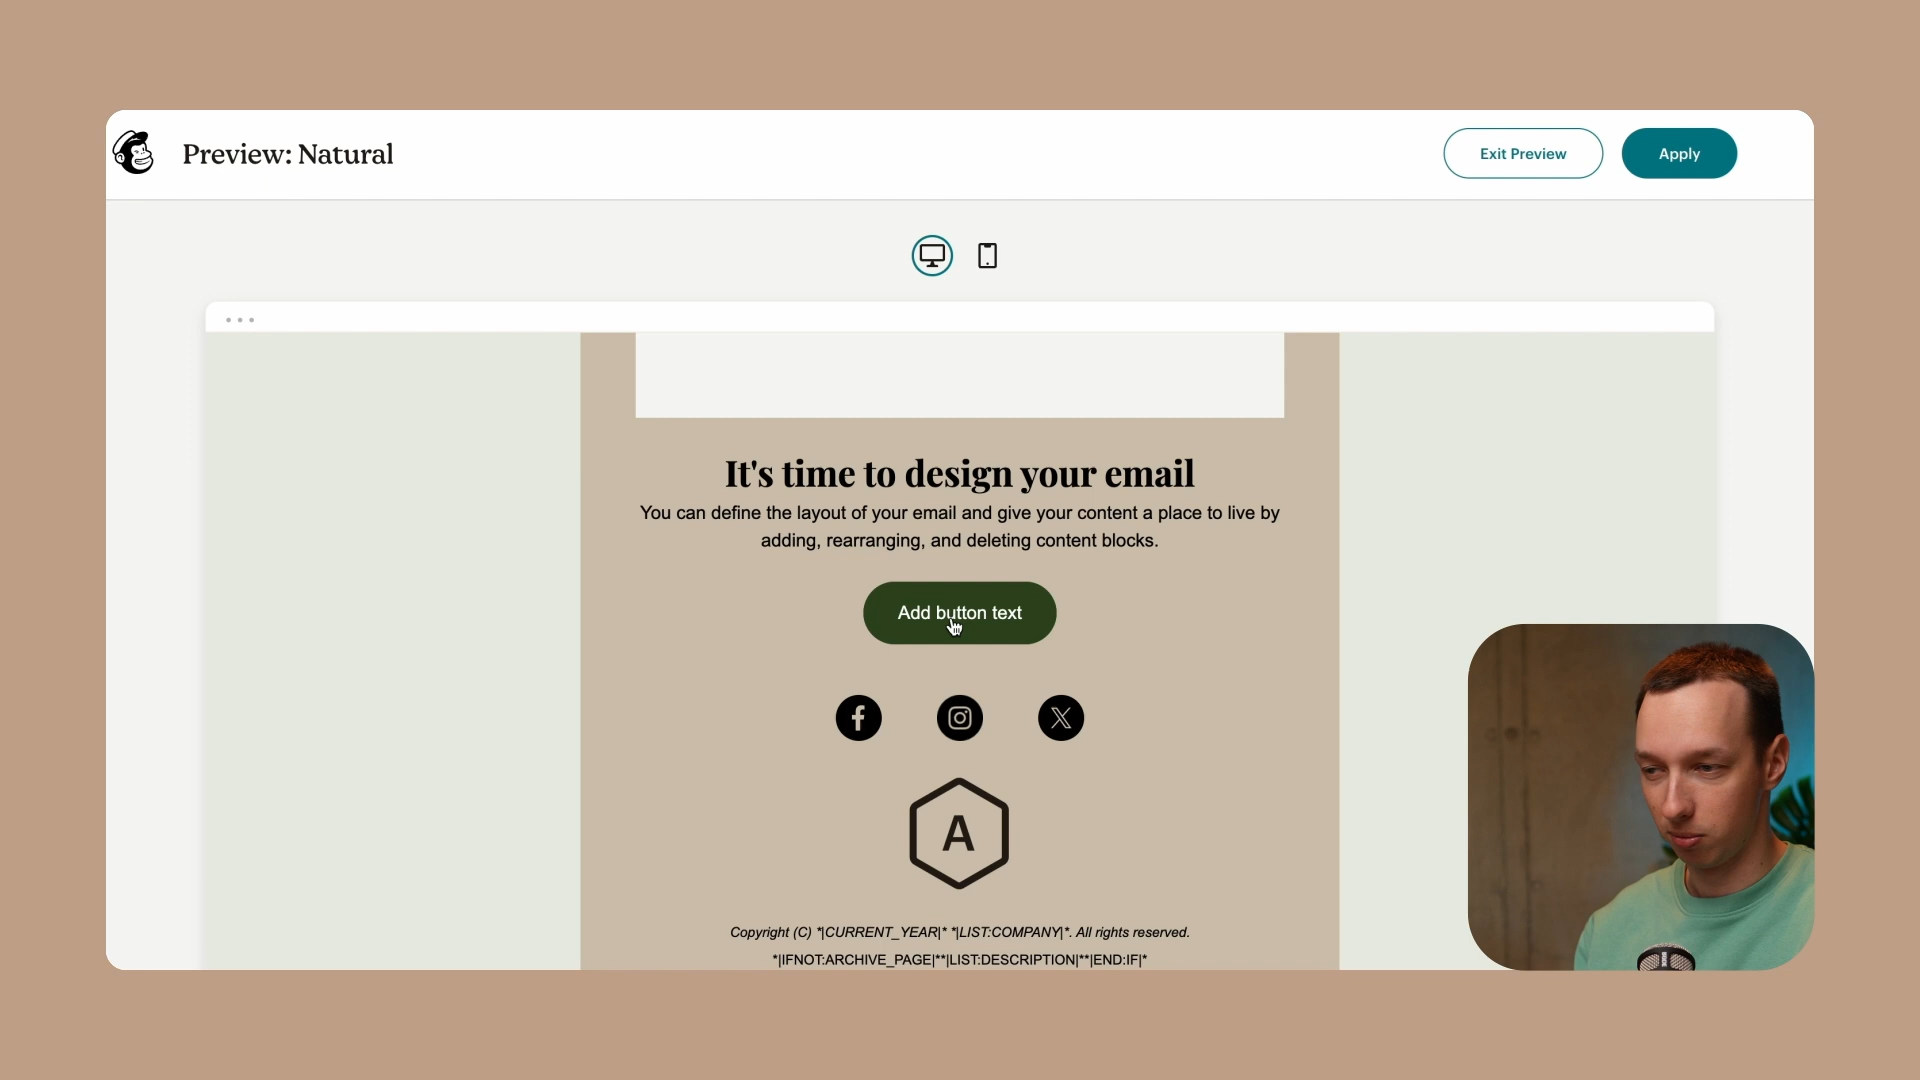 Preview: Natural
Exit Preview
Apply
It's time to design your email
You can define the layout of your email and give your content a place to live by
adding, rearranging, and deleting content blocks.
Add button text
A
Copyright (C) *|CURRENT_YEAR|* *|LIST:COMPANY|*. All rights reserved.
*|IFNOT:ARCHIVE_PAGE|**|LIST:DESCRIPTION|**|END:IF|*